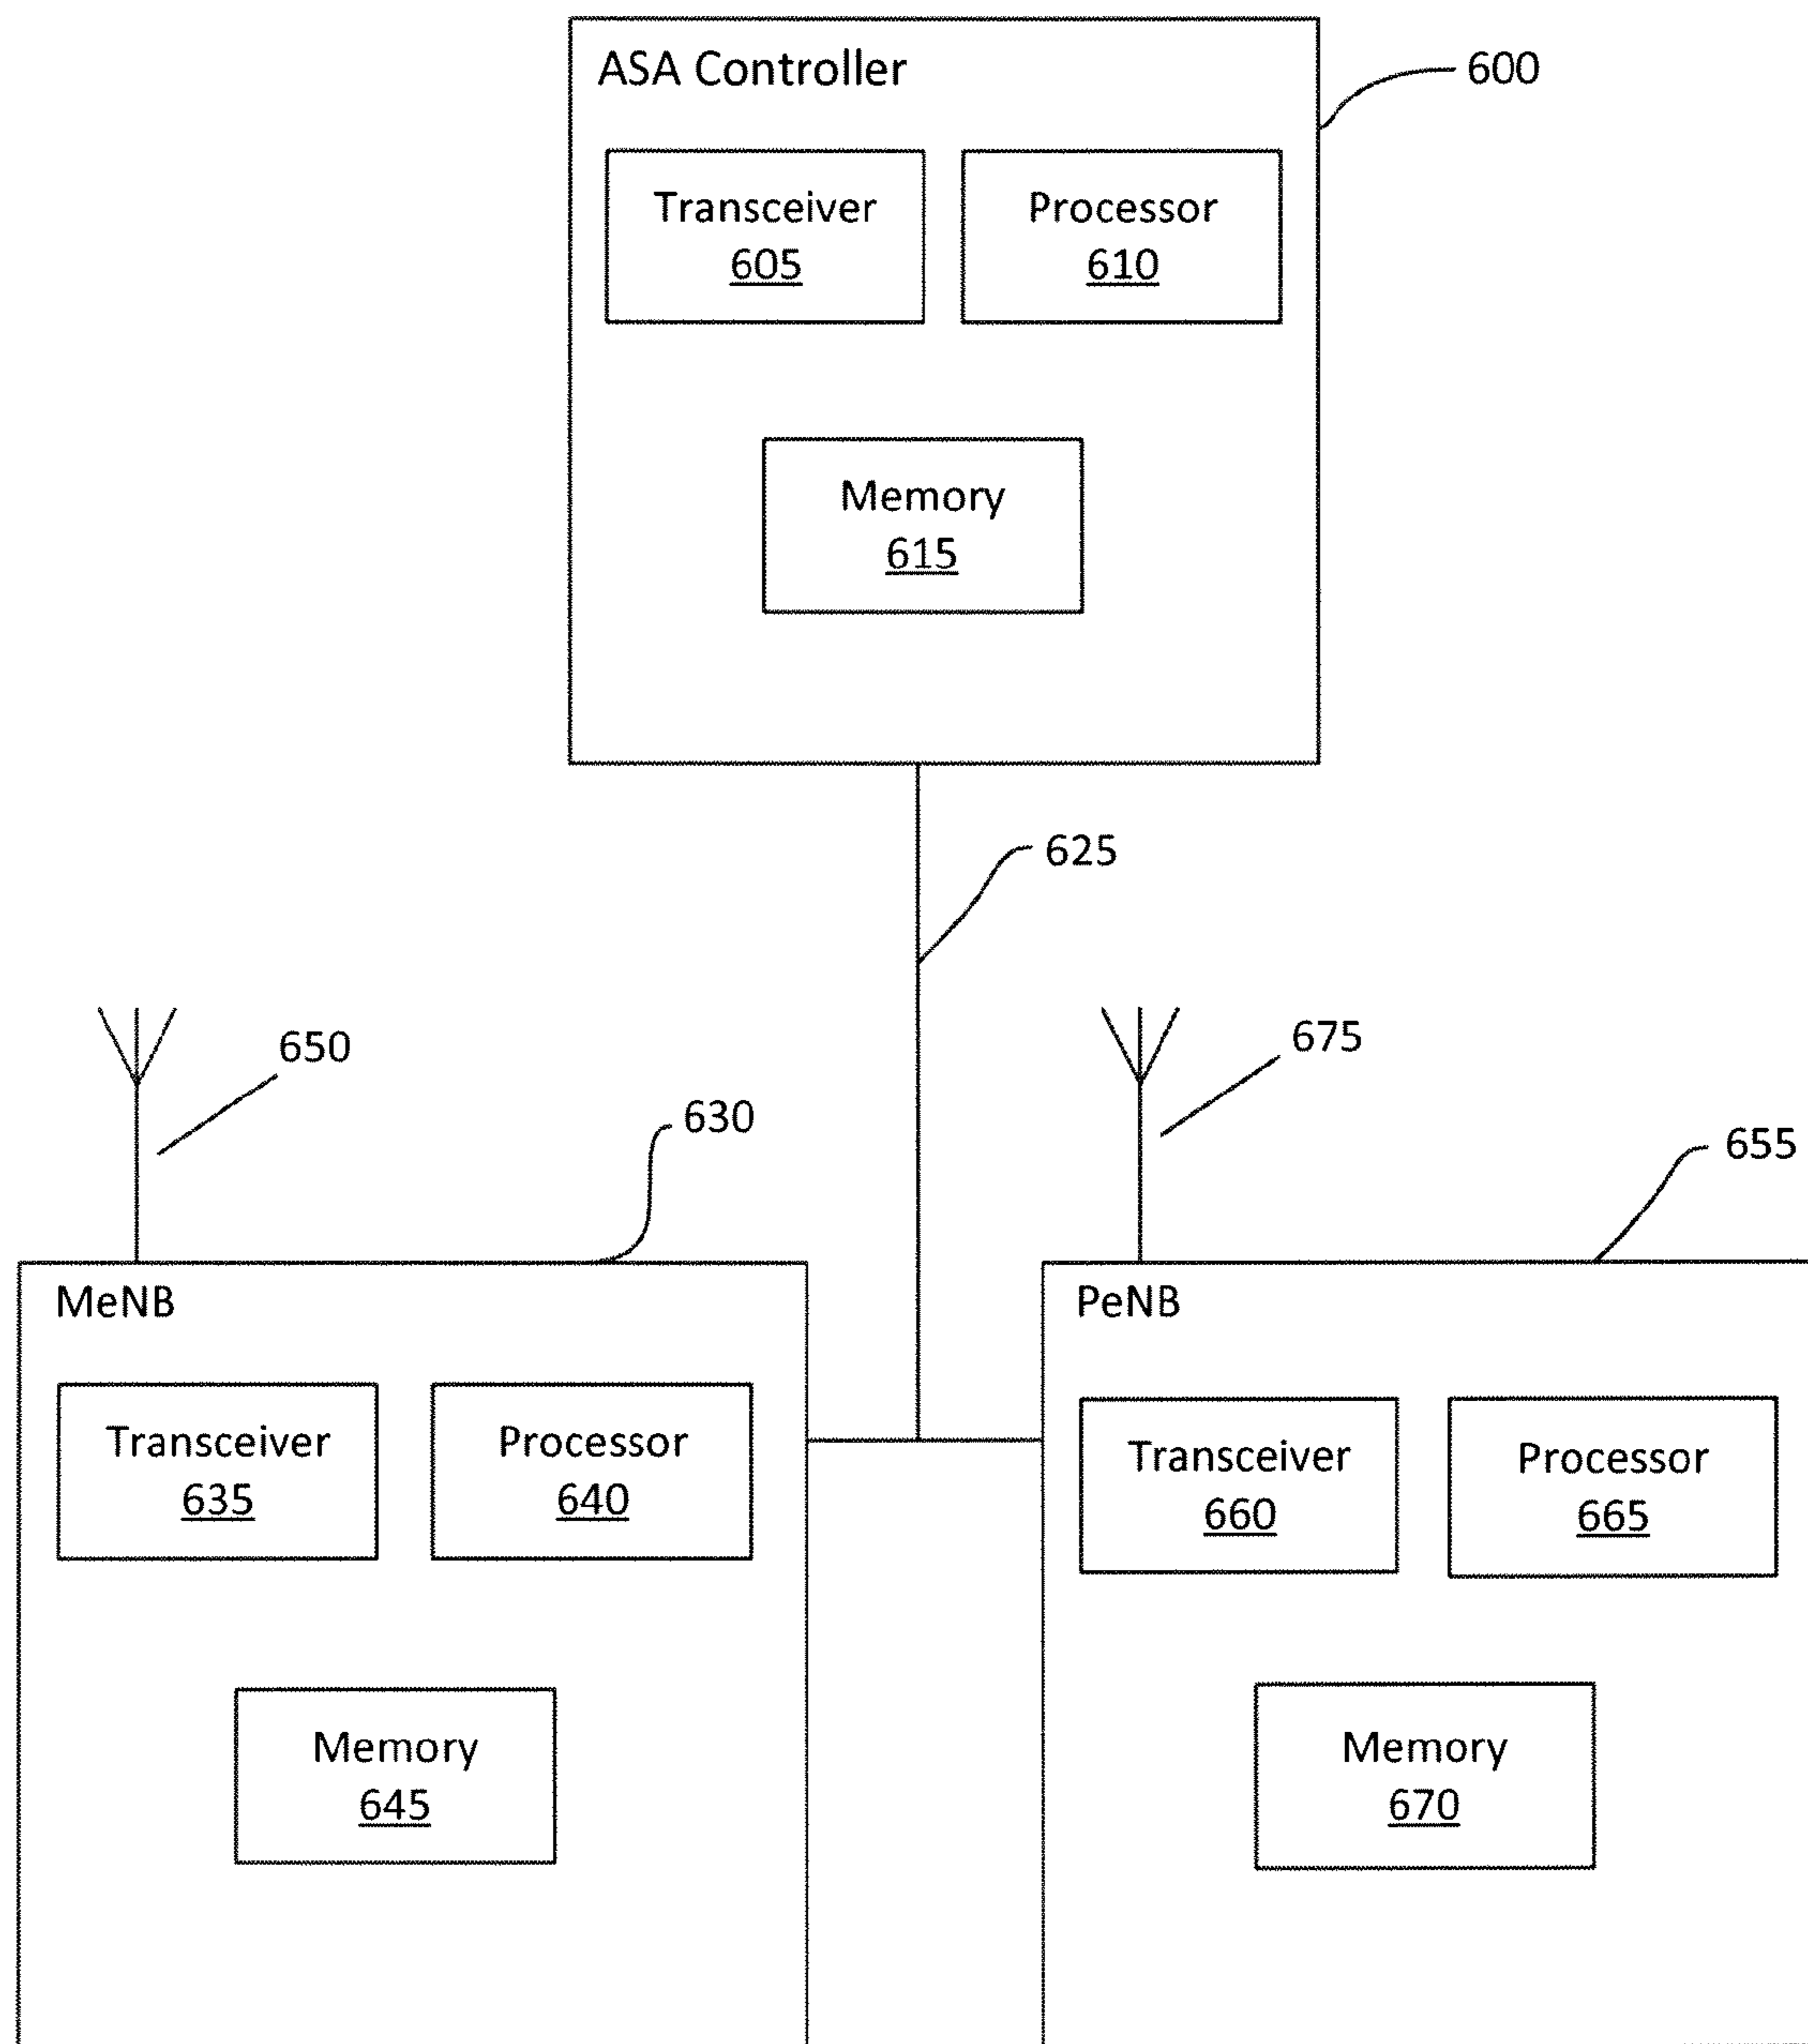 ASA Controller
600
Transceiver
605
Processor
610
Memory
615
625
650
630
675
655
MeNB
Transceiver
635
Processor
640
Memory
645
PeNB
Transceiver
660
Processor
665
Memory
670